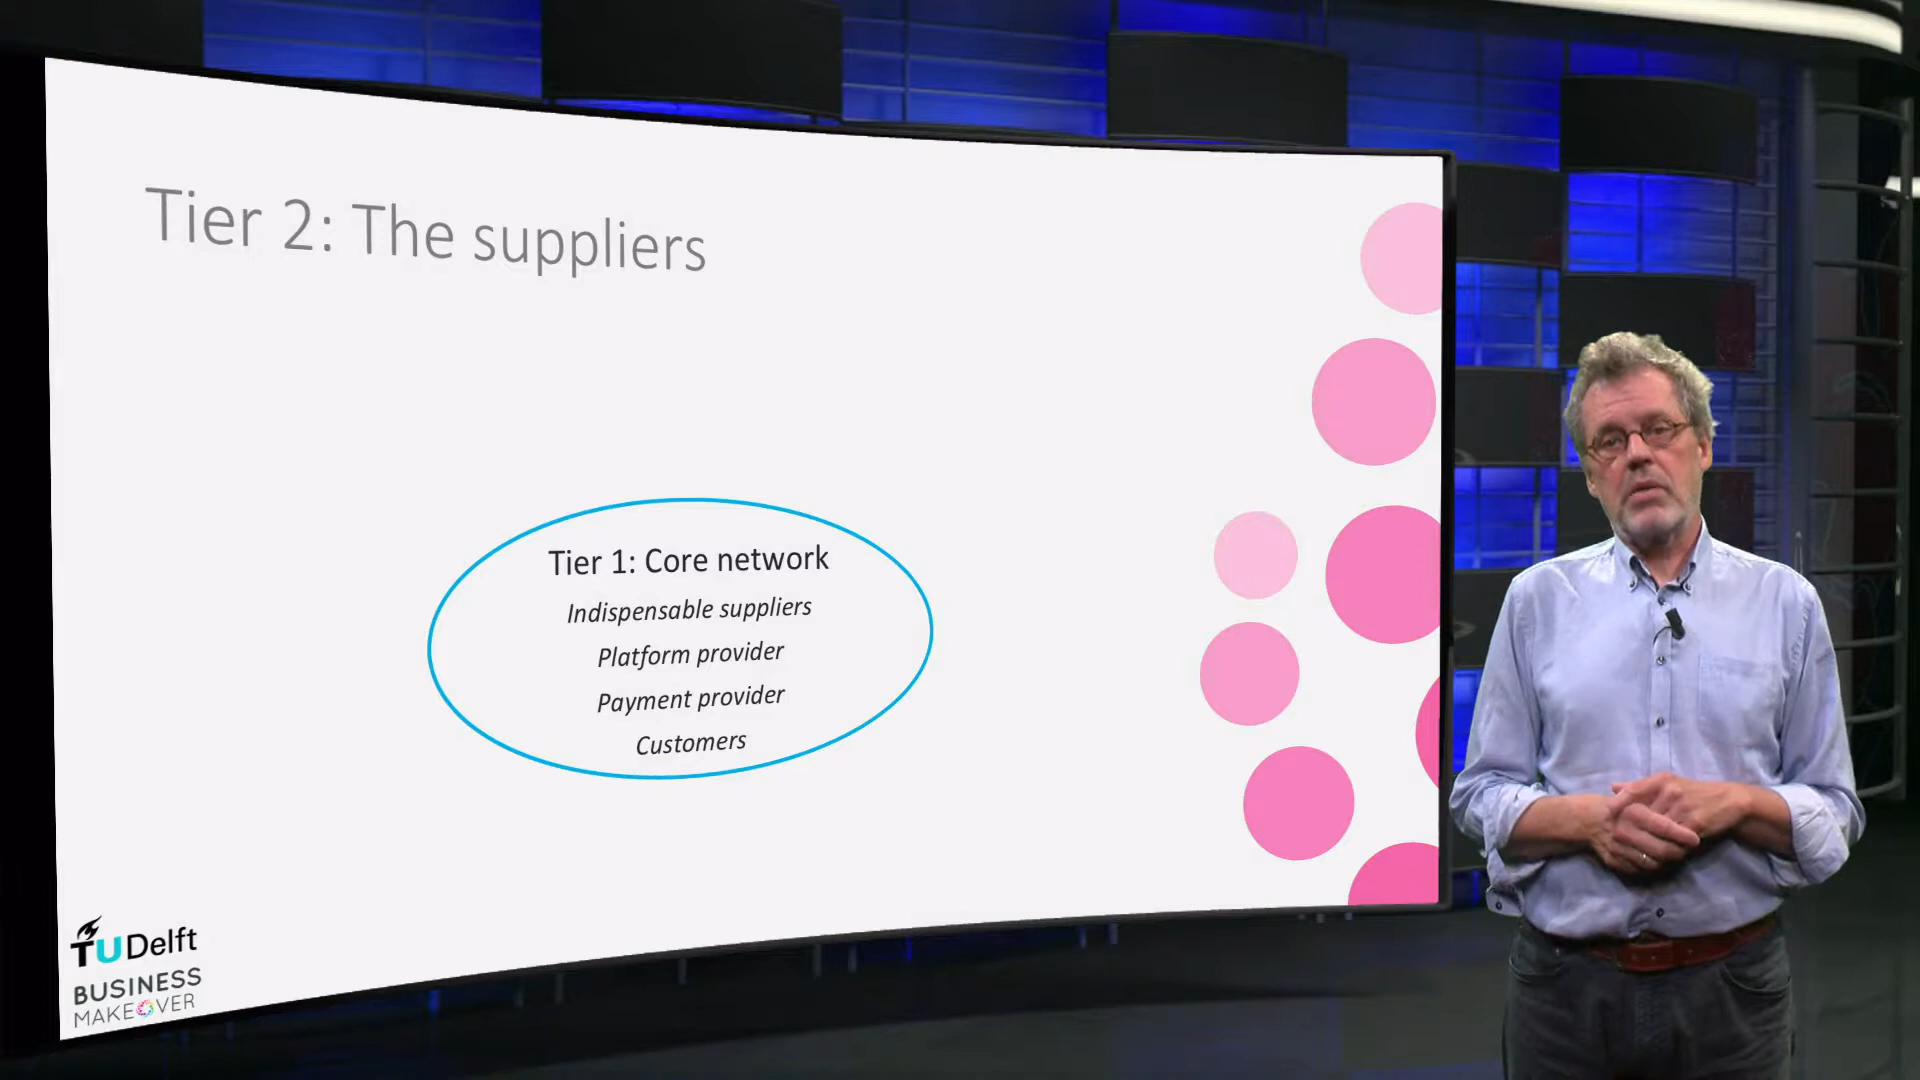 Tier 2: The suppliers
Tier 1: Core network
Indispensable suppliers
Platform provider
Payment provider
Customers
TUDelft
BUSINESS
MAKEOVER